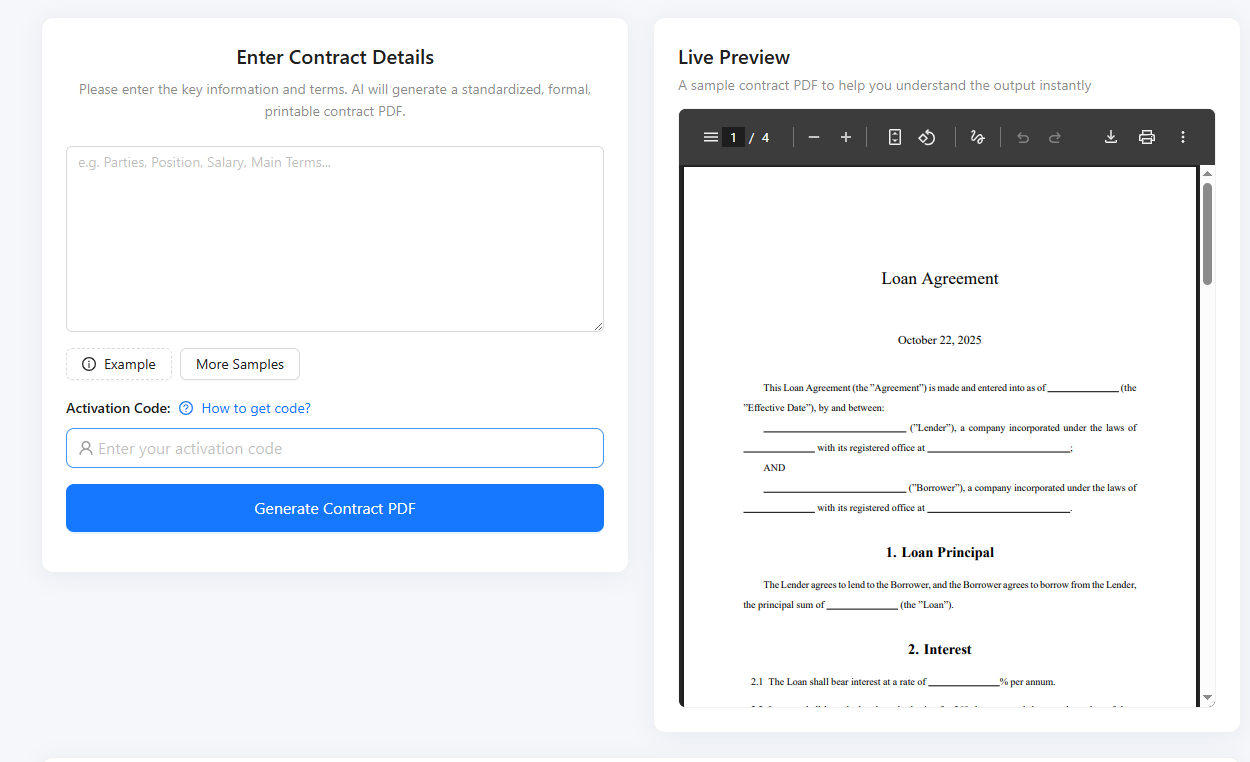 Enter Contract Details
Please enter the key information and terms. AI will generate a standardized, formal,
printable contract PDF.
e.g. Parties, Position, Salary, Main Terms...
Example
More Samples
Activation Code:
How to get code?
Enter your activation code
Generate Contract PDF
Live Preview
A sample contract PDF to help you understand the output instantly
1 / 4
Loan Agreement
October 22, 2025
This Loan Agreement (the ”Agreement”) is made and entered into as of ______________ (the
”Effective Date”), by and between:
____________________________ (”Lender”), a company incorporated under the laws of
______________ with its registered office at ____________________________;
AND
____________________________ (”Borrower”), a company incorporated under the laws of
______________ with its registered office at ____________________________.
1. Loan Principal
The Lender agrees to lend to the Borrower, and the Borrower agrees to borrow from the Lender,
the principal sum of ______________ (the ”Loan”).
2. Interest
2.1 The Loan shall bear interest at a rate of ______________% per annum.